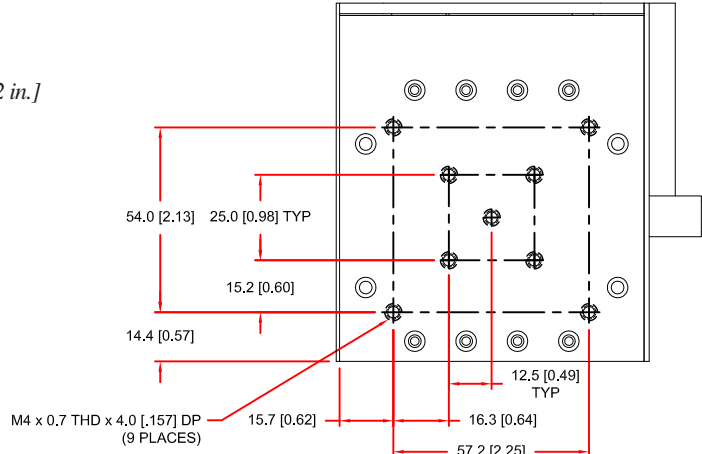 2 in.]
54.0 [2.13]
25.0 [0.98] TYP
15.2 [0.60]
14.4 [0.57]
12.5 [0.49]
TYP
M4 x 0.7 THD x 4.0 [.157] DP
(9 PLACES)
15.7 [0.62]
16.3 [0.64]
57.2 [2.25]